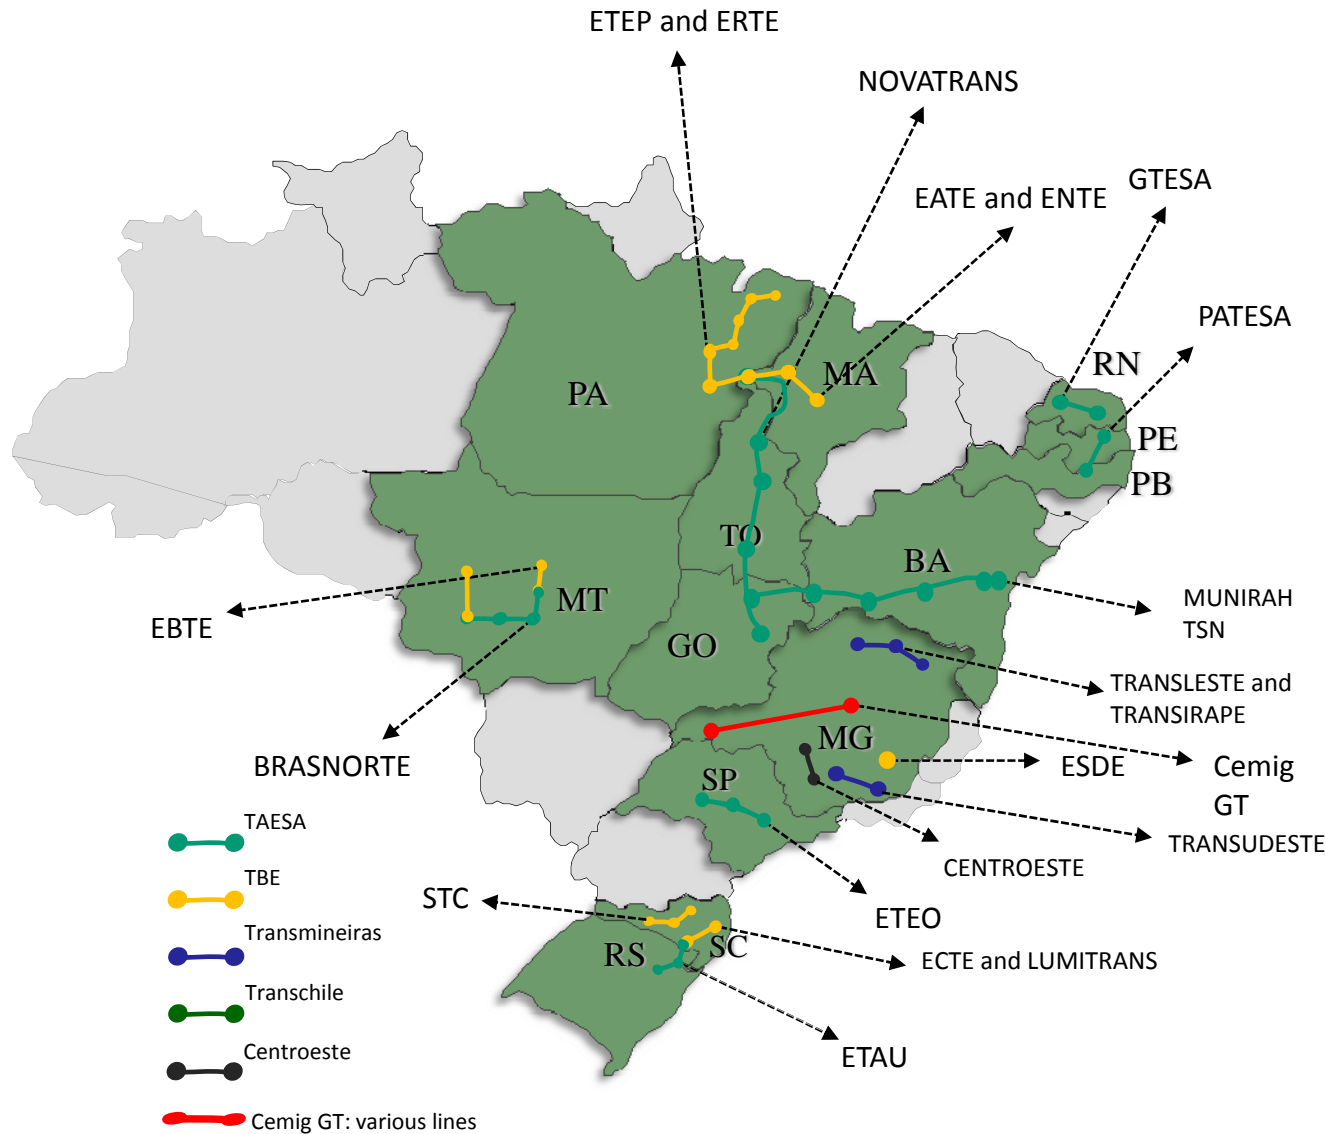 ETEP and ERTE
NOVATRANS
EATE and ENTE
GTESA
PATESA
RN
PA
MA
PE
PB
TO
BA
MT
EBTE
MUNIRAH
TSN
GO
TRANSLESTE and
TRANSIRAPE
BRASNORTE
MG
SP
ESDE
Cemig
GT
TRANSUDESTE
CENTROESTE
ETEO
STC
RS
SC
ECTE and LUMITRANS
ETAU
TAESA
TBE
Transmineiras
Transchile
Centroeste
Cemig GT: various lines